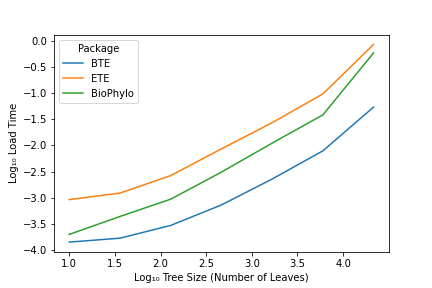 Package
BTE
ETE
BioPhylo
0.0
−0.5
−1.0
−1.5
−2.0
−2.5
−3.0
−3.5
−4.0
Log₁₀ Load Time
1.0
1.5
2.0
2.5
3.0
3.5
4.0
Log₁₀ Tree Size (Number of Leaves)